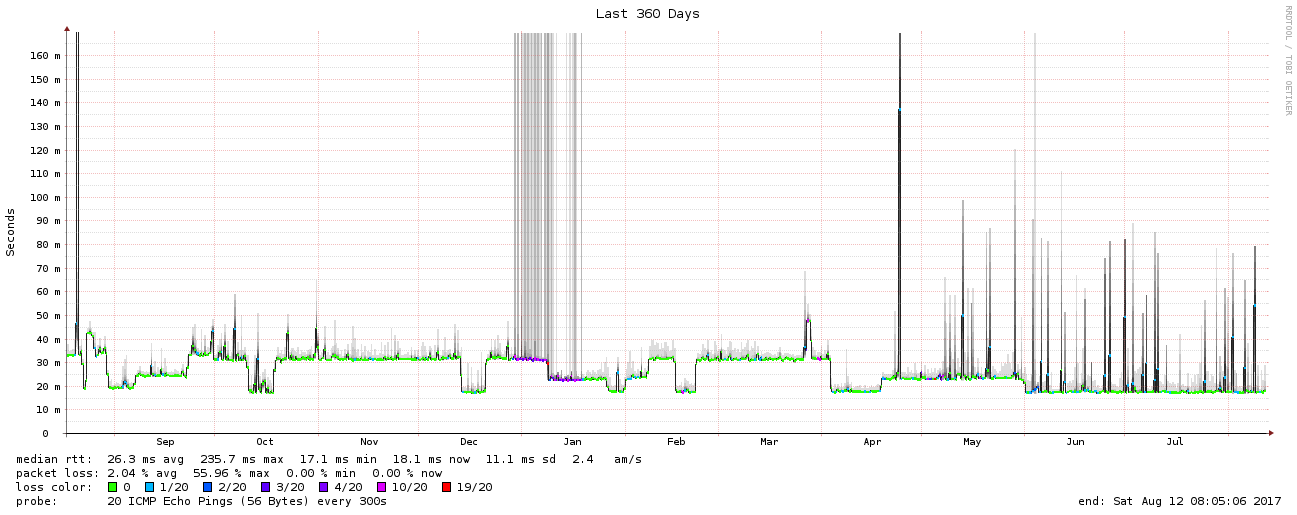 Last 360 Days
RRDTOOL / TOBI OETIKER
Seconds
160 m
150 m
140 m
130 m
120 m
110 m
100 m
90 m
80 m
70 m
60 m
50 m
40 m
30 m
20 m
10 m
0
Sep Oct Nov Dec Jan Feb Mar Apr May Jun Jul
median rtt: 26.3 ms avg 235.7 ms max 17.1 ms min 18.1 ms now 11.1 ms sd 2.4 am/s
packet loss: 2.04 % avg 55.96 % max 0.00 % min 0.00 % now
loss color: 0 1/20 2/20 3/20 4/20 10/20 19/20
probe: 20 ICMP Echo Pings (56 Bytes) every 300s end: Sat Aug 12 08:05:06 2017